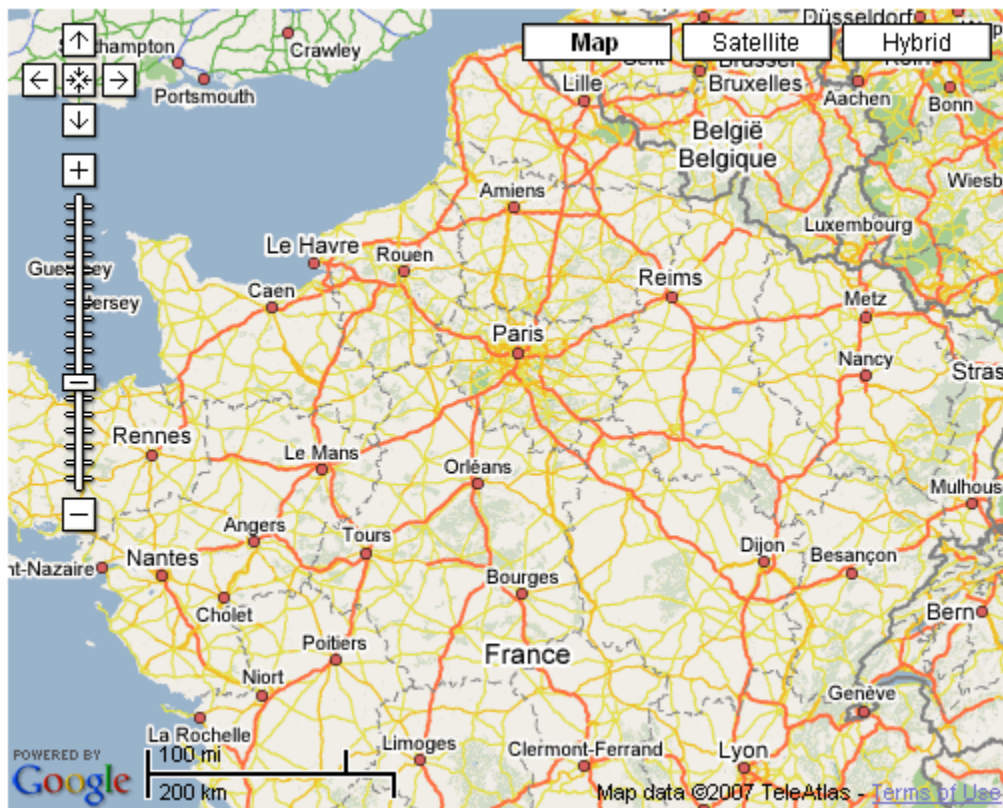 Düsseldorf
Crawley
Map
Satellite
Hybrid
Portsmouth
Lille
Bruxelles
Aachen
Bonn
België
Belgique
Amiens
Wiesb
Luxembourg
Le Havre
Rouen
Reims
Caen
Metz
Paris
Nancy
Stras
Rennes
Le Mans
Orléans
Mulhous
Angers
Tours
Dijon
Besançon
Nantes
nt-Nazaire
Bourges
Cholet
Bern
Poitiers
France
Niort
Genève
La Rochelle
Limoges
Clermont-Ferrand
Lyon
POWERED BY
Google
100 mi
200 km
Map data ©2007 TeleAtlas - Terms of Use